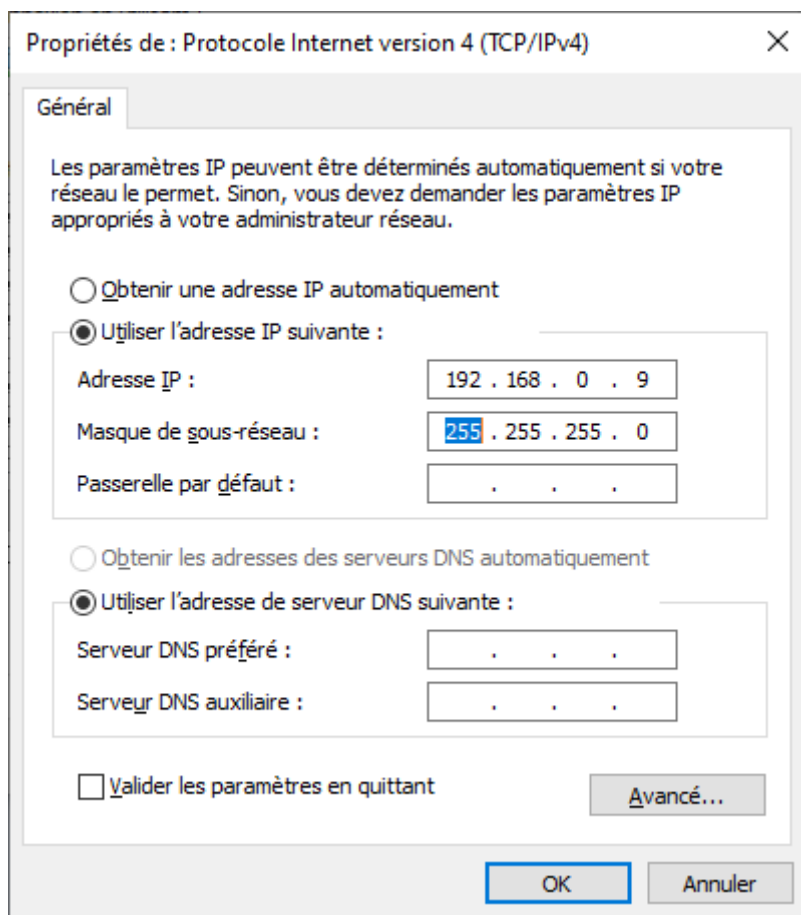 Propriétés de : Protocole Internet version 4 (TCP/IPv4)
Général
Les paramètres IP peuvent être déterminés automatiquement si votre
réseau le permet. Sinon, vous devez demander les paramètres IP
appropriés à votre administrateur réseau.
Obtenir une adresse IP automatiquement
Utiliser l'adresse IP suivante :
Adresse IP : 192 . 168 . 0 . 9
Masque de sous-réseau : 255 . 255 . 255 . 0
Passerelle par défaut : . . .
Obtenir les adresses des serveurs DNS automatiquement
Utiliser l'adresse de serveur DNS suivante :
Serveur DNS préféré : . . .
Serveur DNS auxiliaire : . . .
Valider les paramètres en quittant
Avancé...
OK Annuler